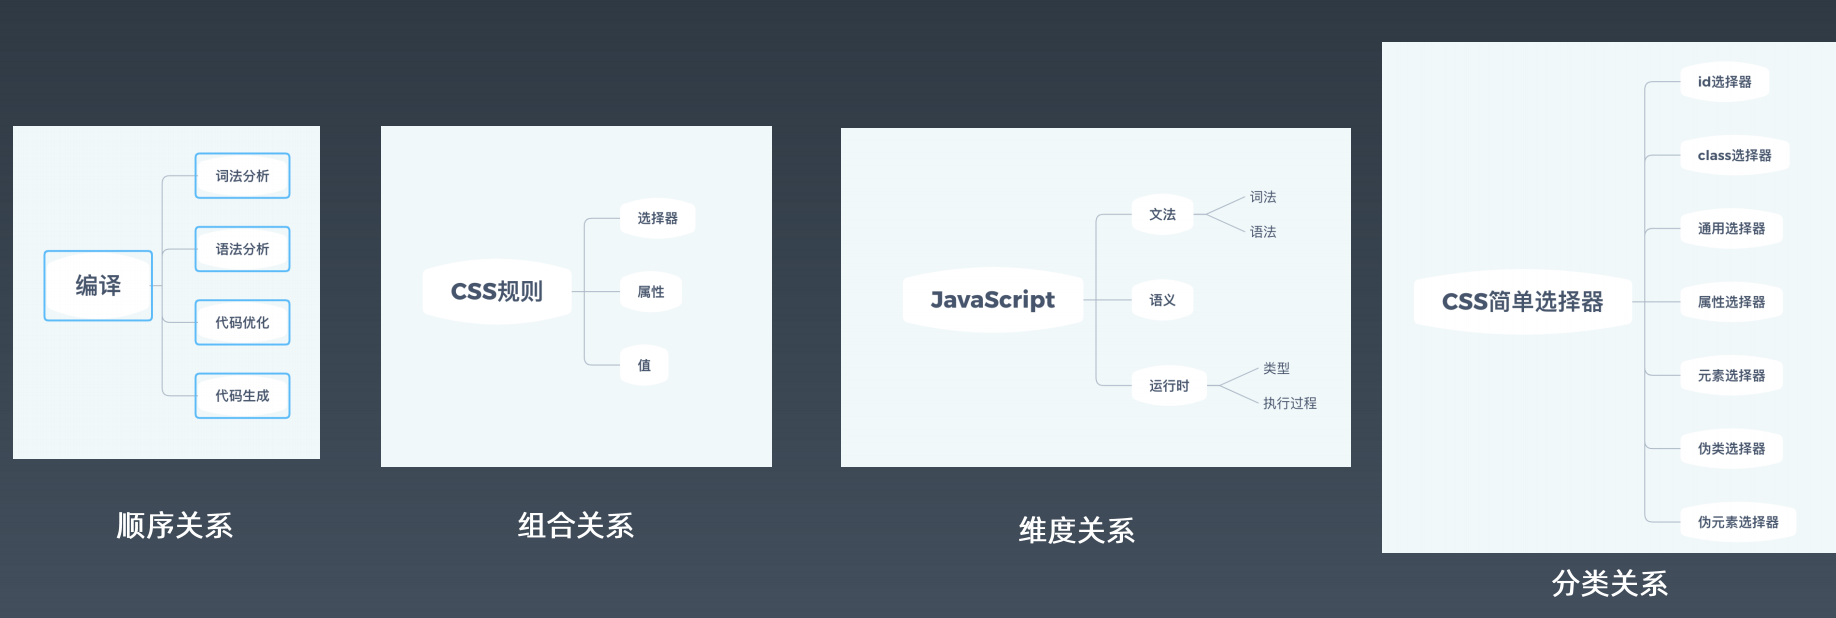 编译
词法分析
语法分析
代码优化
代码生成
顺序关系
CSS规则
选择器
属性
值
组合关系
JavaScript
文法
词法
语法
语义
运行时
类型
执行过程
维度关系
CSS简单选择器
id选择器
class选择器
通用选择器
属性选择器
元素选择器
伪类选择器
伪元素选择器
分类关系